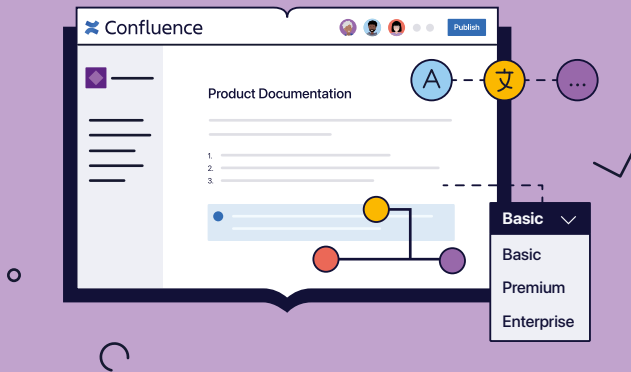 Confluence
Publish
A
文
...
Product Documentation
1.
2.
3.
Basic
Basic
Premium
Enterprise